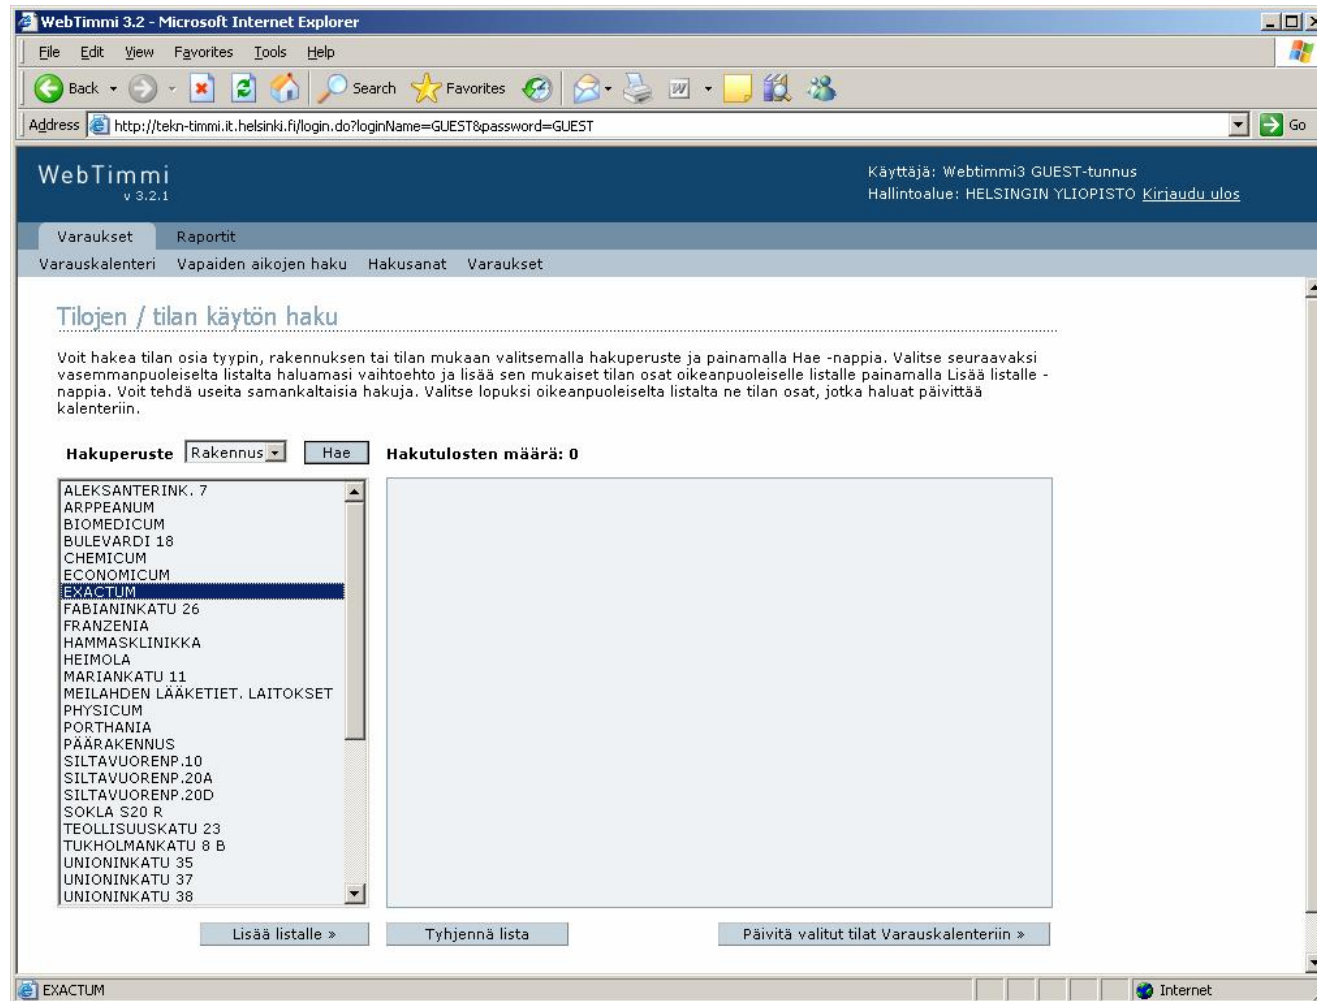 WebTimmi 3.2 - Microsoft Internet Explorer
File Edit View Favorites Tools Help
Back Search Favorites
Address http://tekn-timmi.it.helsinki.fi/login.do?loginName=GUEST&password=GUEST Go
WebTimmi
v 3.2.1
Käyttäjä: Webtimmi3 GUEST-tunnus
Hallintoalue: HELSINGIN YLIOPISTO Kirjaudu ulos
Varaukset Raportit
Varauskalenteri Vapaiden aikojen haku Hakusanat Varaukset
Tilojen / tilan käytön haku
Voit hakea tilan osia tyypin, rakennuksen tai tilan mukaan valitsemalla hakuperuste ja painamalla Hae -nappia. Valitse seuraavaksi
vasemmanpuoleiselta listalta haluamasi vaihtoehto ja lisää sen mukaiset tilan osat oikeanpuoleiselle listalle painamalla Lisää listalle -
nappia. Voit tehdä useita samankaltaisia hakuja. Valitse lopuksi oikeanpuoleiselta listalta ne tilan osat, jotka haluat päivittää
kalenteriin.
Hakuperuste Rakennus Hae Hakutulosten määrä: 0
ALEKSANTERINK. 7
ARPPEANUM
BIOMEDICUM
BULEVARDI 18
CHEMICUM
ECONOMICUM
EXACTUM
FABIANINKATU 26
FRANZENIA
HAMMASKLINIKKA
HEIMOLA
MARIANKATU 11
MEILAHDEN LÄÄKETIET. LAITOKSET
PHYSICUM
PORTHANIA
PÄÄRAKENNUS
SILTAVUORENP.10
SILTAVUORENP.20A
SILTAVUORENP.20D
SOKLA S20 R
TEOLLISUUSKATU 23
TUKHOLMANKATU 8 B
UNIONINKATU 35
UNIONINKATU 37
UNIONINKATU 38
Lisää listalle » Tyhjennä lista Päivitä valitut tilat Varauskalenteriin »
EXACTUM Internet